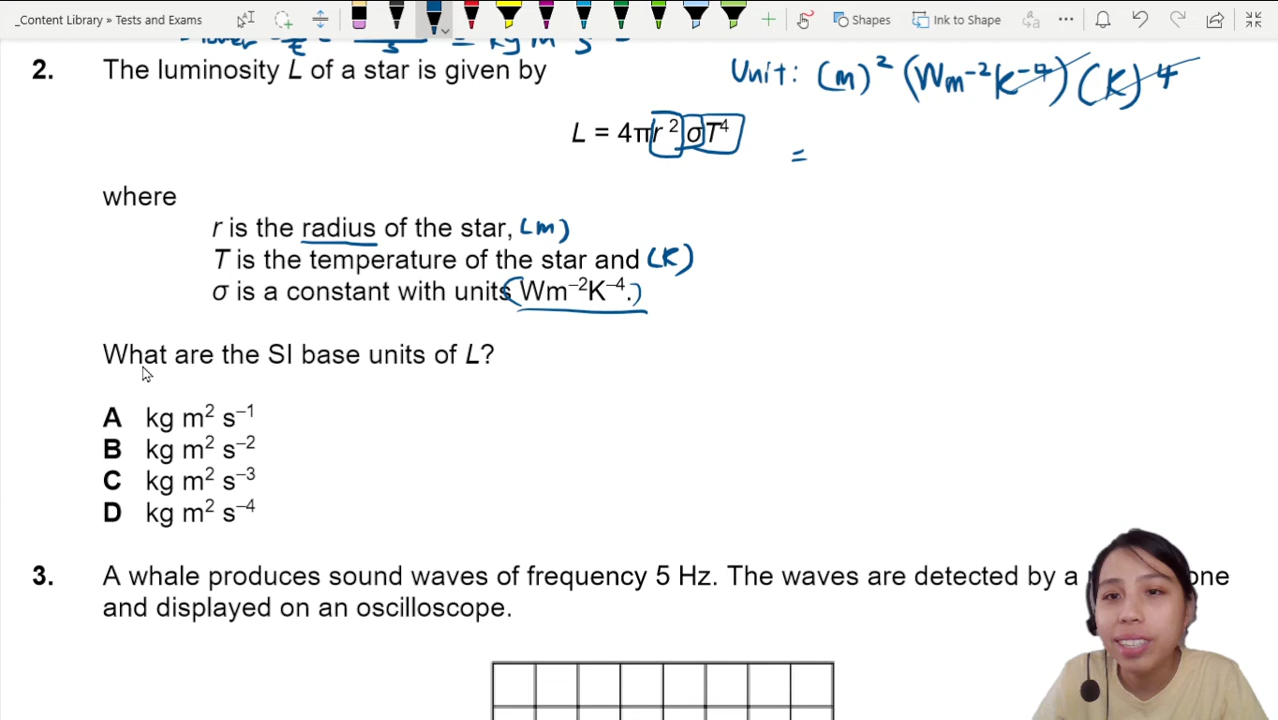 _Content Library » Tests and Exams
Shapes
Ink to Shape
2. The luminosity L of a star is given by
Unit: (m)² (Wm⁻²K⁻⁴) (K)⁴
L = 4πr²σT⁴
=
where
r is the radius of the star, (m)
T is the temperature of the star and (K)
σ is a constant with units (Wm⁻²K⁻⁴.)
What are the SI base units of L?
A kg m² s⁻¹
B kg m² s⁻²
C kg m² s⁻³
D kg m² s⁻⁴
3. A whale produces sound waves of frequency 5 Hz. The waves are detected by a
and displayed on an oscilloscope.